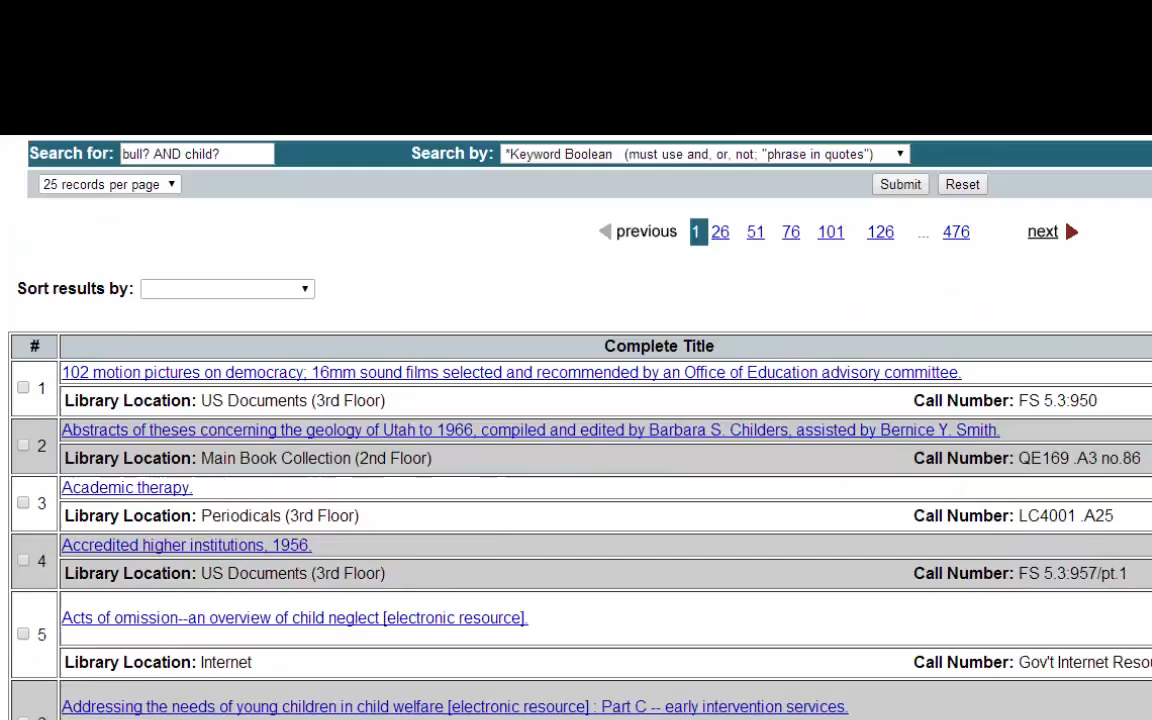 Search for: bull? AND child? Search by: *Keyword Boolean (must use and, or, not; "phrase in quotes")
25 records per page Submit Reset
previous 1 26 51 76 101 126 ... 476 next
Sort results by:
# Complete Title
1 102 motion pictures on democracy; 16mm sound films selected and recommended by an Office of Education advisory committee.
Library Location: US Documents (3rd Floor) Call Number: FS 5.3:950
2 Abstracts of theses concerning the geology of Utah to 1966, compiled and edited by Barbara S. Childers, assisted by Bernice Y. Smith.
Library Location: Main Book Collection (2nd Floor) Call Number: QE169 .A3 no.86
3 Academic therapy.
Library Location: Periodicals (3rd Floor) Call Number: LC4001 .A25
4 Accredited higher institutions, 1956.
Library Location: US Documents (3rd Floor) Call Number: FS 5.3:957/pt.1
5 Acts of omission--an overview of child neglect [electronic resource].
Library Location: Internet Call Number: Gov't Internet Reso
Addressing the needs of young children in child welfare [electronic resource] : Part C -- early intervention services.